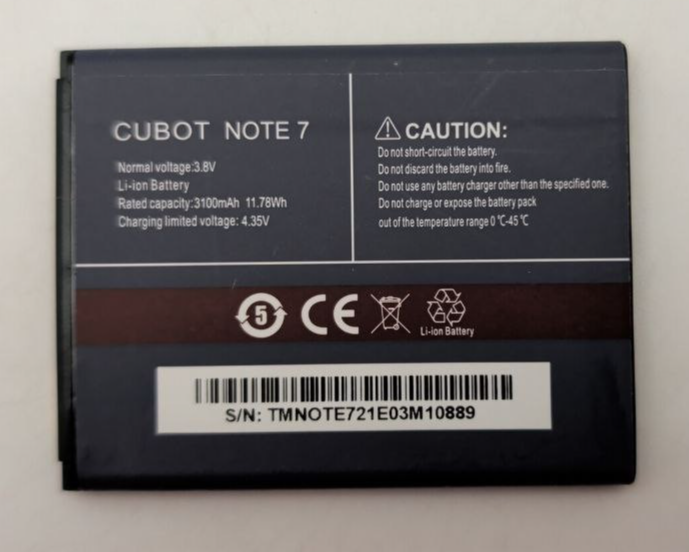 CUBOT NOTE 7
Normal voltage:3.8V
Li-ion Battery
Rated capacity:3100mAh 11.78Wh
Charging limited voltage: 4.35V
CAUTION:
Do not short-circuit the battery.
Do not discard the battery into fire.
Do not use any battery charger other than the specified one.
Do not charge or expose the battery pack
out of the temperature range 0 ℃-45 ℃
5 CE
Li-ion Battery
S/N: TMNOTE721E03M10889